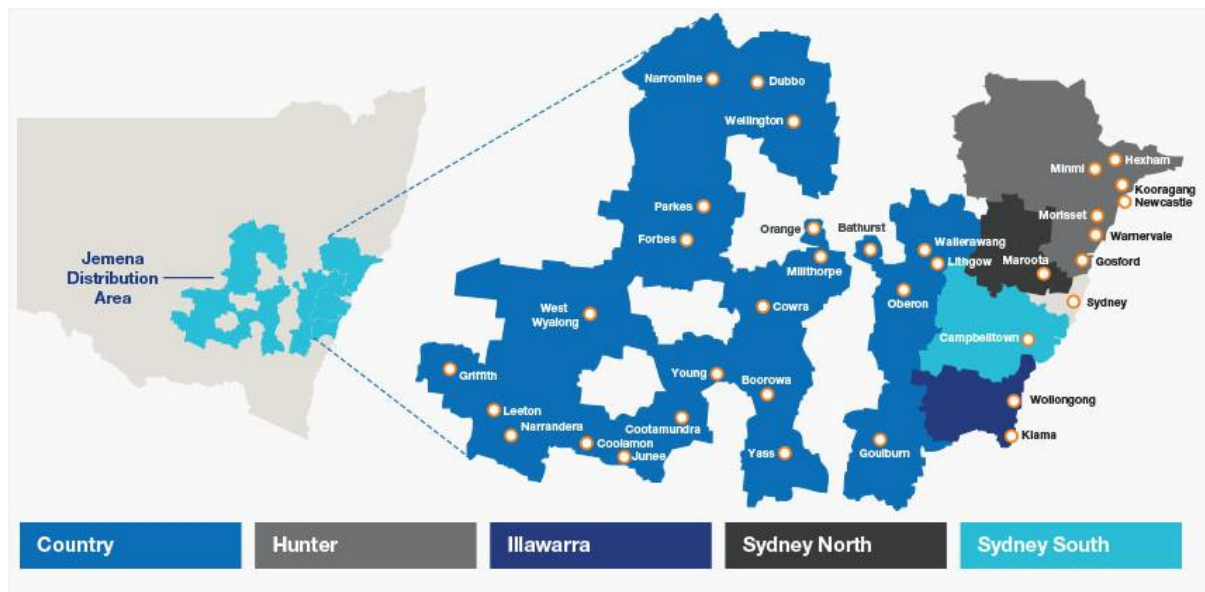 Jemena
Distribution
Area
Narromine
Dubbo
Wellington
Parkes
Forbes
Orange
Millthorpe
Bathurst
Wallerawang
Lithgow
Oberon
West
Wyalong
Cowra
Griffith
Young
Boorowa
Leeton
Narrandera
Cootamundra
Coolamon
Junee
Yass
Goulburn
Minmi
Hexham
Kooragang
Newcastle
Morisset
Warnervale
Maroota
Gosford
Sydney
Campbelltown
Wollongong
Kiama
Country
Hunter
Illawarra
Sydney North
Sydney South